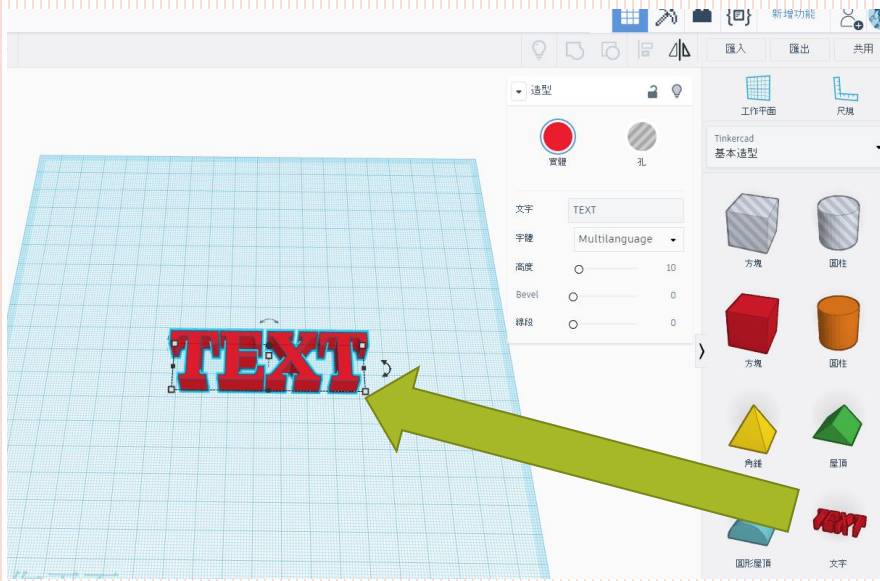 新增功能
匯入
匯出
共用
造型
實體
孔
文字
TEXT
字體
Multilanguage
高度
10
Bevel
0
線段
0
TEXT
工作平面
尺規
Tinkercad
基本造型
方塊
圓柱
方塊
圓柱
角錐
屋頂
TEXT
圓形屋頂
文字